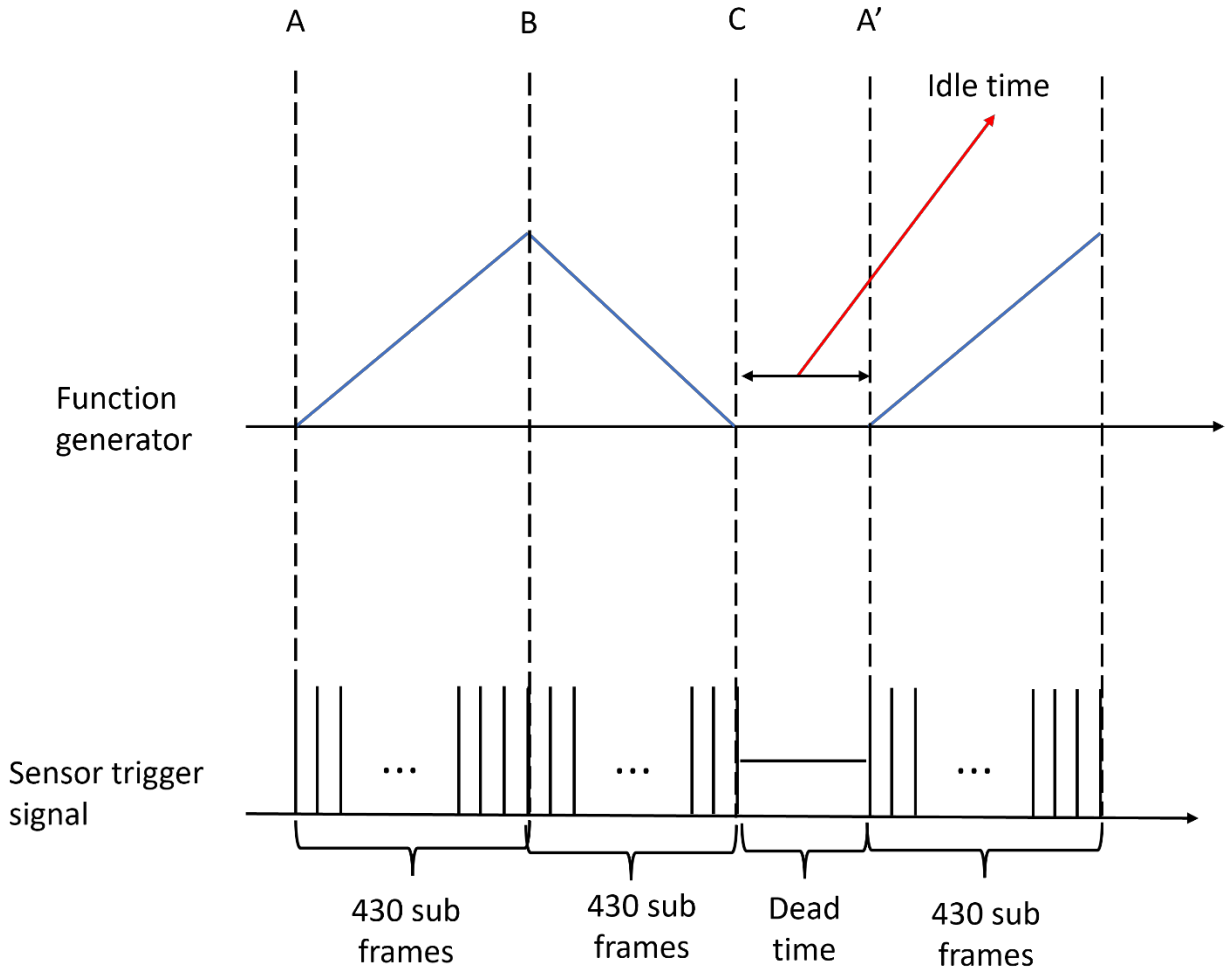 A
B
C
A’
Idle time
Function
generator
...
...
...
Sensor trigger
signal
430 sub
frames
430 sub
frames
Dead
time
430 sub
frames